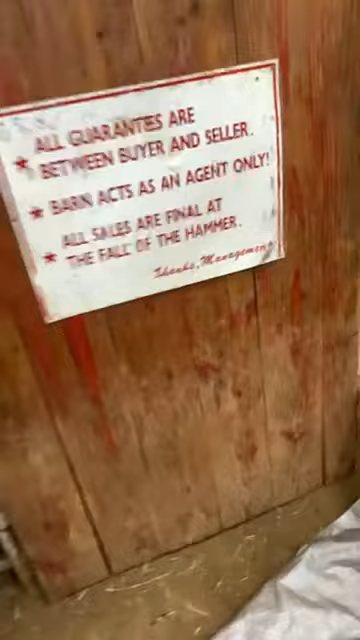 ALL GUARANTIES ARE
* BETWEEN BUYER AND SELLER.
* BARN ACTS AS AN AGENT ONLY!
ALL SALES ARE FINAL AT
* THE FALL OF THE HAMMER.
Thanks, Management